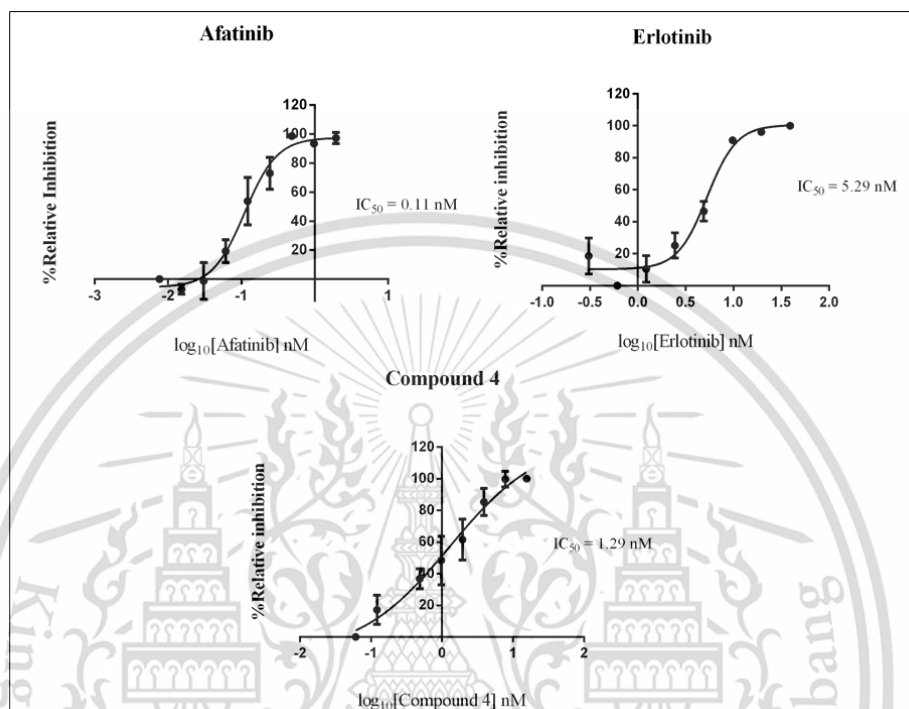 Afatinib
%Relative Inhibition
120
100
80
60
40
20
-3
-2
-1
0
1
IC50 = 0.11 nM
log10[Afatinib] nM
Erlotinib
%Relative inhibition
120
100
80
60
40
20
-1.0
-0.5
0.0
0.5
1.0
1.5
2.0
IC50 = 5.29 nM
log10[Erlotinib] nM
Compound 4
%Relative inhibition
120
100
80
60
40
20
-2
-1
0
1
2
IC50 = 1.29 nM
log10[Compound 4] nM
King
bang